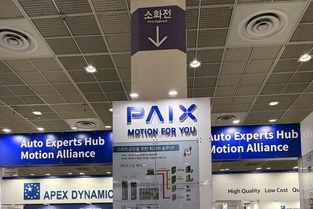 소화전
PAIX
MOTION FOR YOU
Auto Experts Hub
Motion Alliance
Auto Experts Hub
Motion Alliance
APEX DYNAMIC
High Quality Low Cost